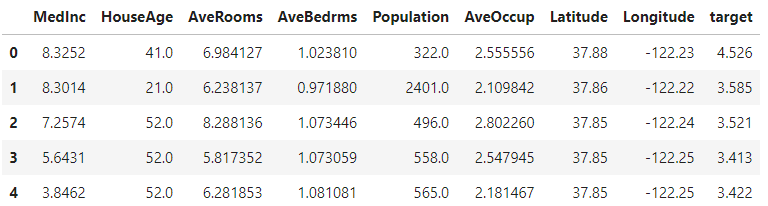 MedInc HouseAge AveRooms AveBedrms Population AveOccup Latitude Longitude target
0 8.3252 41.0 6.984127 1.023810 322.0 2.555556 37.88 -122.23 4.526
1 8.3014 21.0 6.238137 0.971880 2401.0 2.109842 37.86 -122.22 3.585
2 7.2574 52.0 8.288136 1.073446 496.0 2.802260 37.85 -122.24 3.521
3 5.6431 52.0 5.817352 1.073059 558.0 2.547945 37.85 -122.25 3.413
4 3.8462 52.0 6.281853 1.081081 565.0 2.181467 37.85 -122.25 3.422